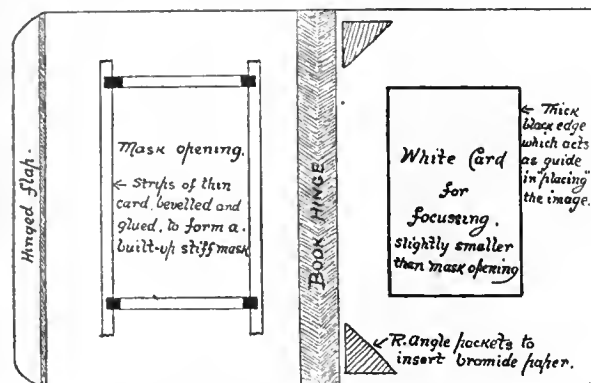 Hinged flap.
Mask opening.
← Strips of thin
card, bevelled and
glued, to form a
built-up stiff mask
BOOK HINGE
White Card
for
focussing.
slightly smaller
than mask opening
← Thick
black edge
which acts
as guide
in "placing"
the image.
R. Angle pockets to
insert bromide paper.